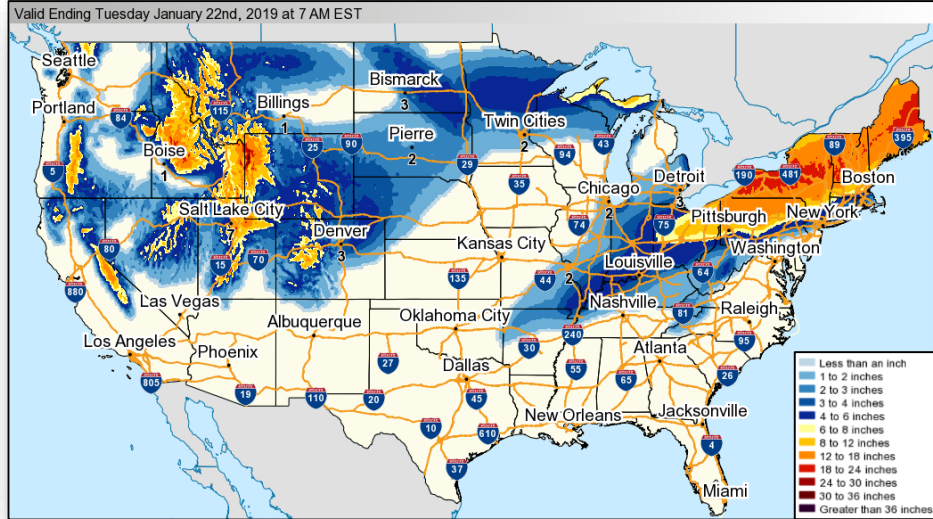 Valid Ending Tuesday January 22nd, 2019 at 7 AM EST
Seattle
Bismarck
Portland
84
115
Billings
3
Twin Cities
89
395
1
Pierre
2
5
Boise
1
25
90
2
29
94
43
190
481
Boston
35
Chicago
2
Detroit
3
Salt Lake City
7
Denver
3
74
75
Pittsburgh
New York
80
15
70
Kansas City
Louisville
Washington
880
135
44
2
64
Las Vegas
Nashville
81
Raleigh
Los Angeles
Albuquerque
Oklahoma City
2
240
95
Phoenix
27
30
Atlanta
805
19
110
20
Dallas
45
55
65
26
10
610
New Orleans
Jacksonville
37
4
Miami
Less than an inch
1 to 2 inches
2 to 3 inches
3 to 4 inches
4 to 6 inches
6 to 8 inches
8 to 12 inches
12 to 18 inches
18 to 24 inches
24 to 30 inches
30 to 36 inches
Greater than 36 inches